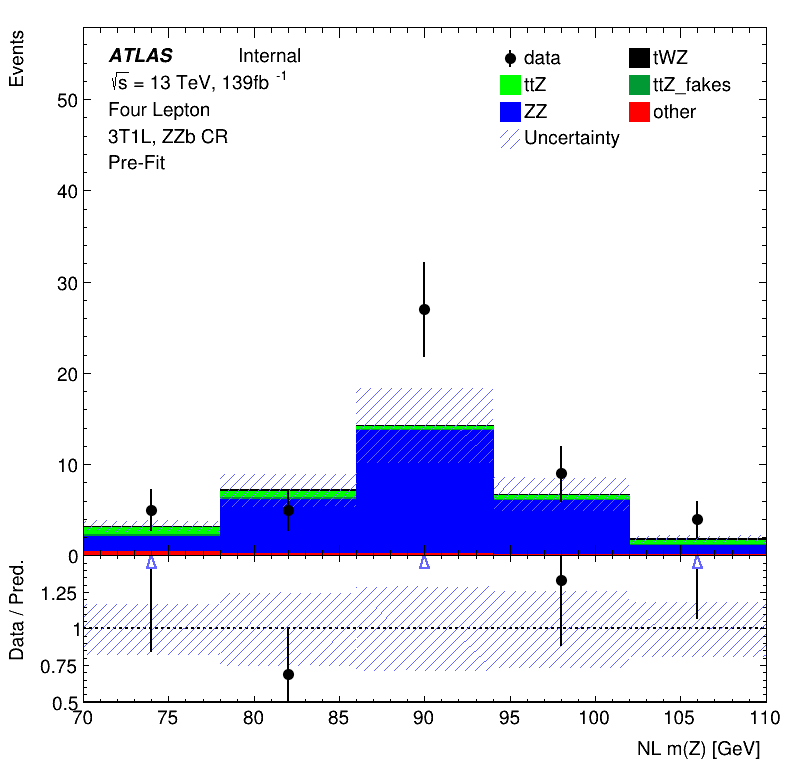 Events
ATLAS Internal
√s = 13 TeV, 139fb -1
Four Lepton
3T1L, ZZb CR
Pre-Fit
data
tWZ
ttZ
ttZ_fakes
ZZ
other
Uncertainty
50
40
30
20
10
0
Data / Pred.
1.25
1
0.75
0.5
70 75 80 85 90 95 100 105 110
NL m(Z) [GeV]